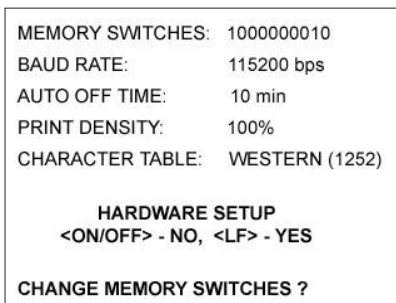 MEMORY SWITCHES: 1000000010
BAUD RATE: 115200 bps
AUTO OFF TIME: 10 min
PRINT DENSITY: 100%
CHARACTER TABLE: WESTERN (1252)
HARDWARE SETUP
<ON/OFF> - NO, <LF> - YES
CHANGE MEMORY SWITCHES ?